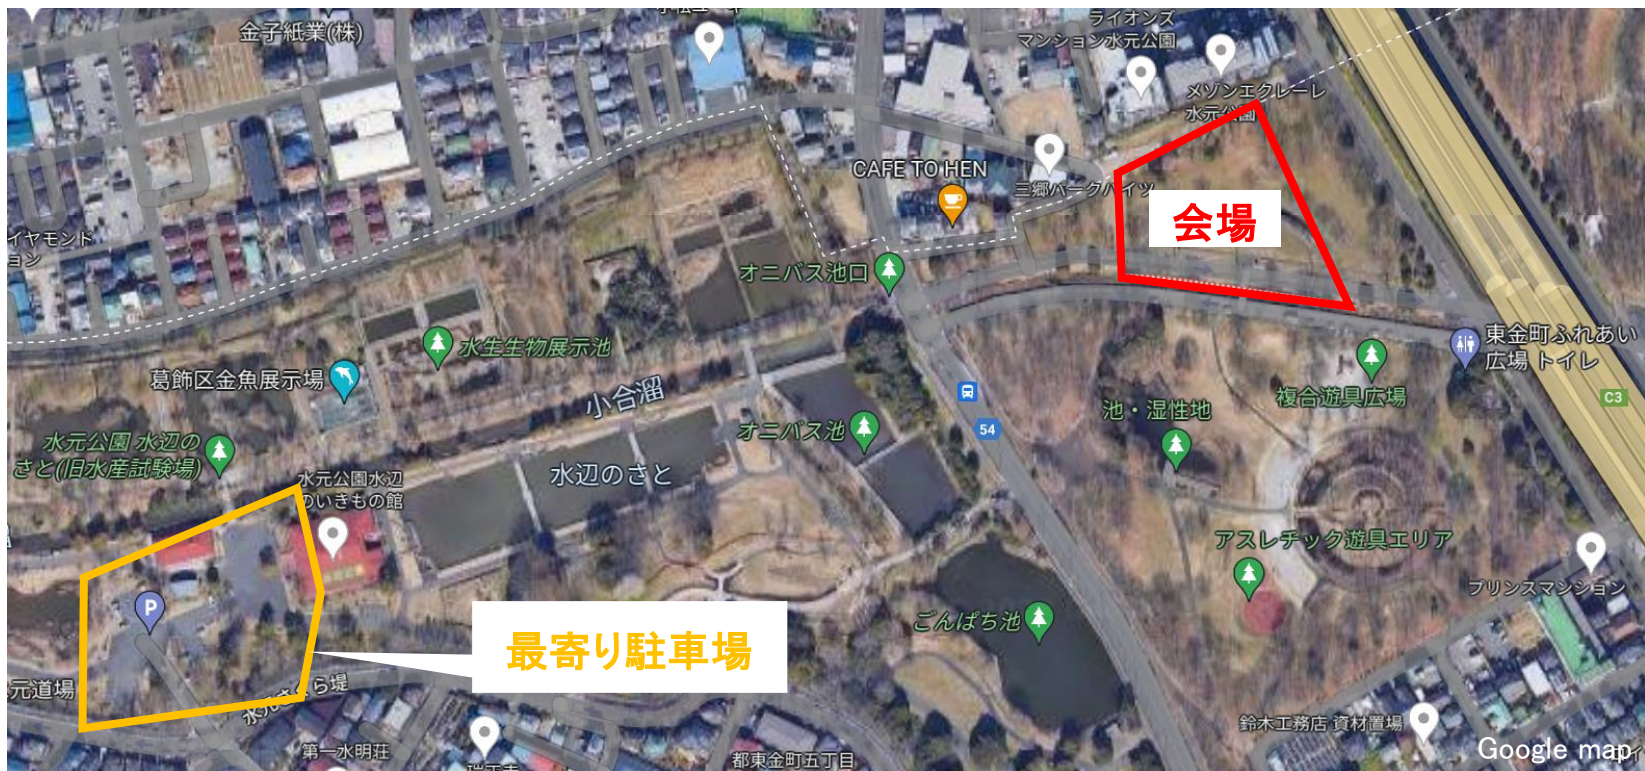 金子紙業(株)
ライオンズ
マンション水元公園
メゾンエクレーレ
水元公園
CAFE TO HEN
三郷パークハイツ
会場
イヤモンド
ョン
オニバス池口
水生生物展示池
東金町ふれあい
広場 トイレ
葛飾区金魚展示場
小合溜
複合遊具広場
C3
池・湿性地
54
オニバス池
水元公園 水辺の
さと(旧水産試験場)
水辺のさと
水元公園水辺
のいきもの館
アスレチック遊具エリア
プリンスマンション
P
ごんぱち池
最寄り駐車場
元道場
水元さくら堤
鈴木工務店 資材置場
第一水明荘
都東金町五丁目
Google map